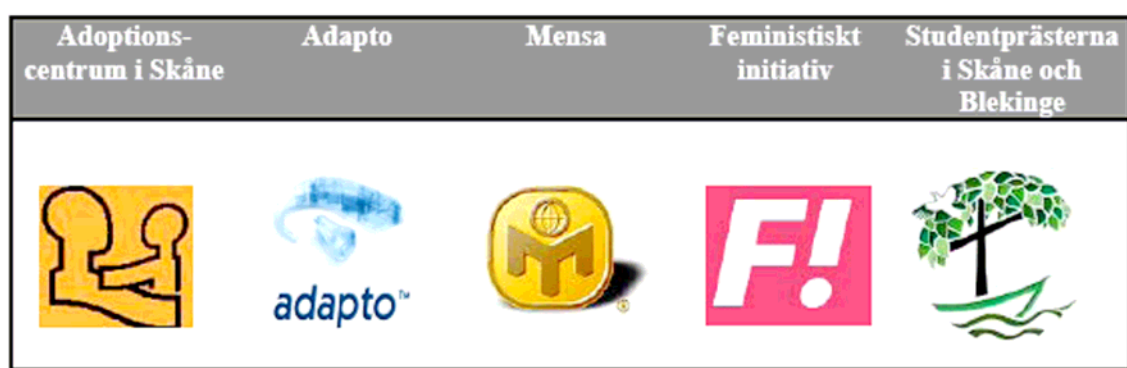 Adoptions-
centrum i Skåne
Adapto
Mensa
Feministiskt
initiativ
Studentprästerna
i Skåne och
Blekinge
adapto™
M
®
F!